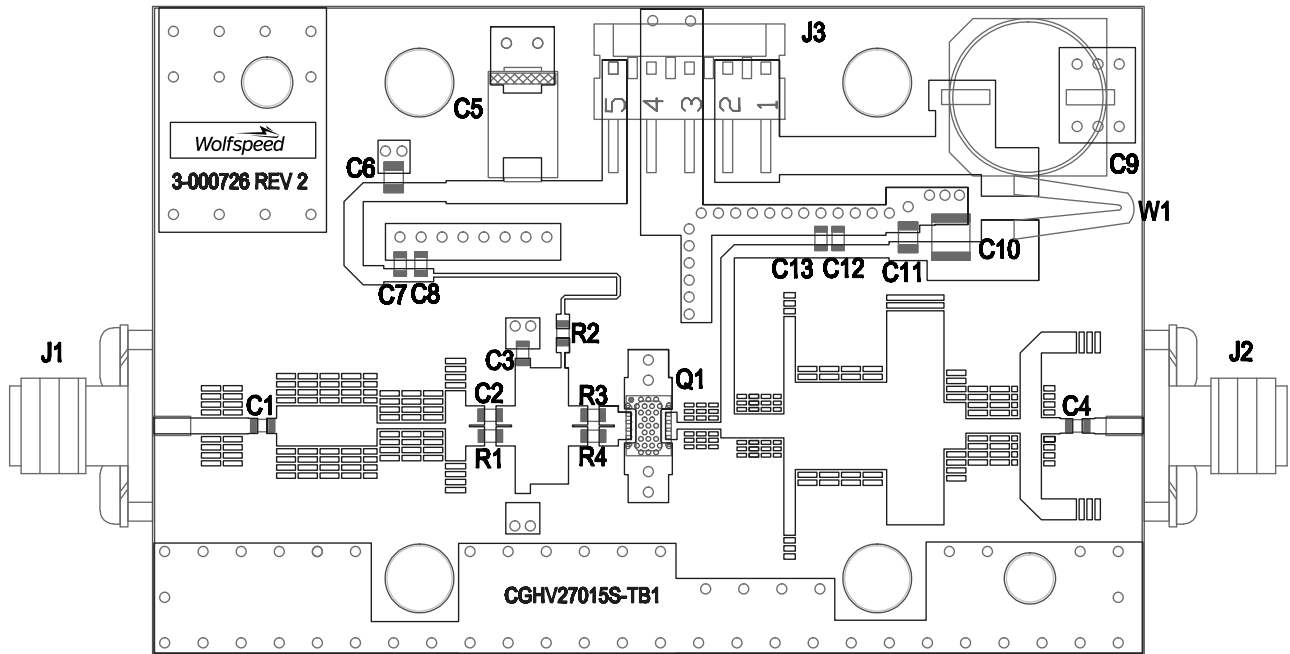 J3
C5
5 4 3 2 1
Wolfspeed
C6
C9
3-000726 REV 2
W1
C10
C13 C12 C11
C7 C8
R2
J1
C3
J2
Q1
C1
C2
R3
C4
R1
R4
CGHV27015S-TB1